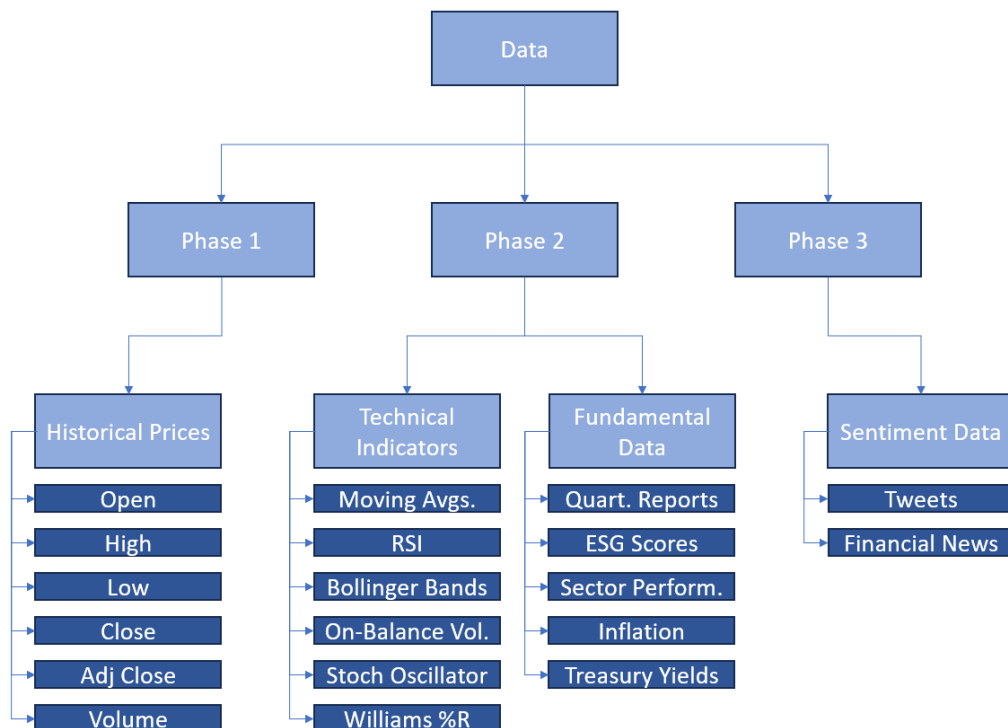 Data
Phase 1
Phase 2
Phase 3
Historical Prices
Open
High
Low
Close
Adj Close
Volume
Technical
Indicators
Moving Avgs.
RSI
Bollinger Bands
On-Balance Vol.
Stoch Oscillator
Williams %R
Fundamental
Data
Quart. Reports
ESG Scores
Sector Perform.
Inflation
Treasury Yields
Sentiment Data
Tweets
Financial News